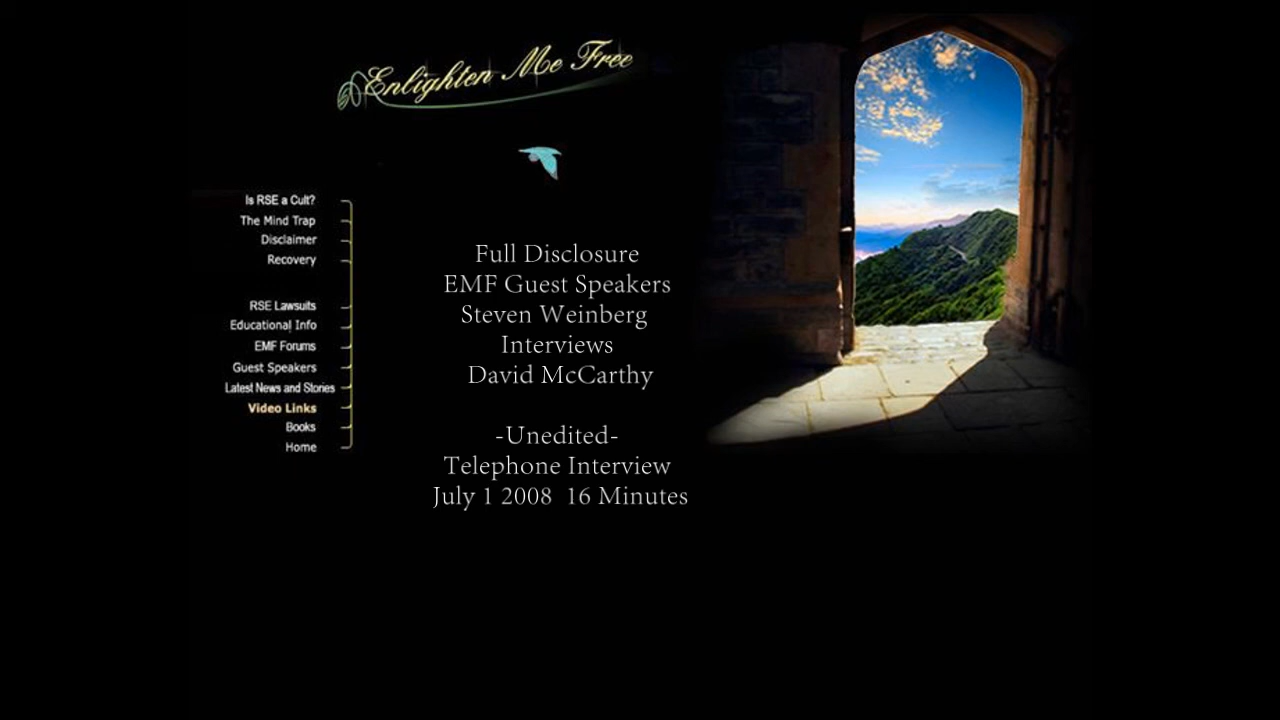 Enlighten Me Free
Is RSE a Cult?
The Mind Trap
Disclaimer
Recovery
RSE Lawsuits
Educational Info
EMF Forums
Guest Speakers
Latest News and Stories
Video Links
Books
Home
Full Disclosure
EMF Guest Speakers
Steven Weinberg
Interviews
David McCarthy
-Unedited-
Telephone Interview
July 1 2008 16 Minutes